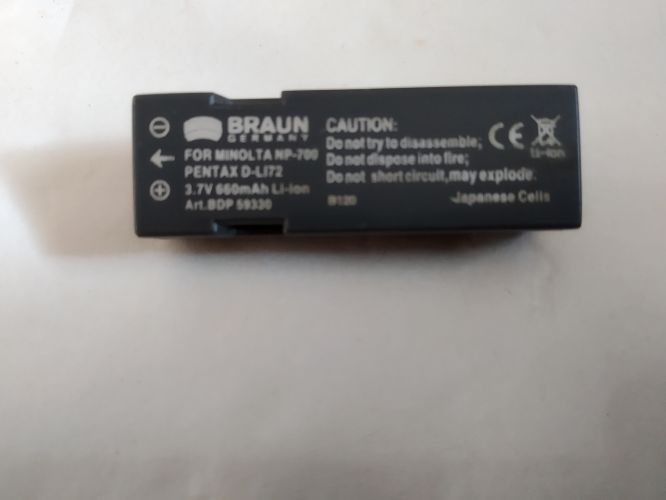 BRAUN
GERMANY
FOR MINOLTA NP-700
PENTAX D-LI72
3.7V 660mAh Li-ion
Art.BDP 59330
CAUTION:
Do not try to disassemble;
Do not dispose into fire;
Do not short circuit,may explode.
B120
CE
Li-ion
Japanese Cells